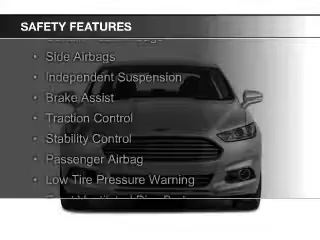 SAFETY FEATURES
• Side Airbags
• Independent Suspension
• Brake Assist
• Traction Control
• Stability Control
• Passenger Airbag
• Low Tire Pressure Warning